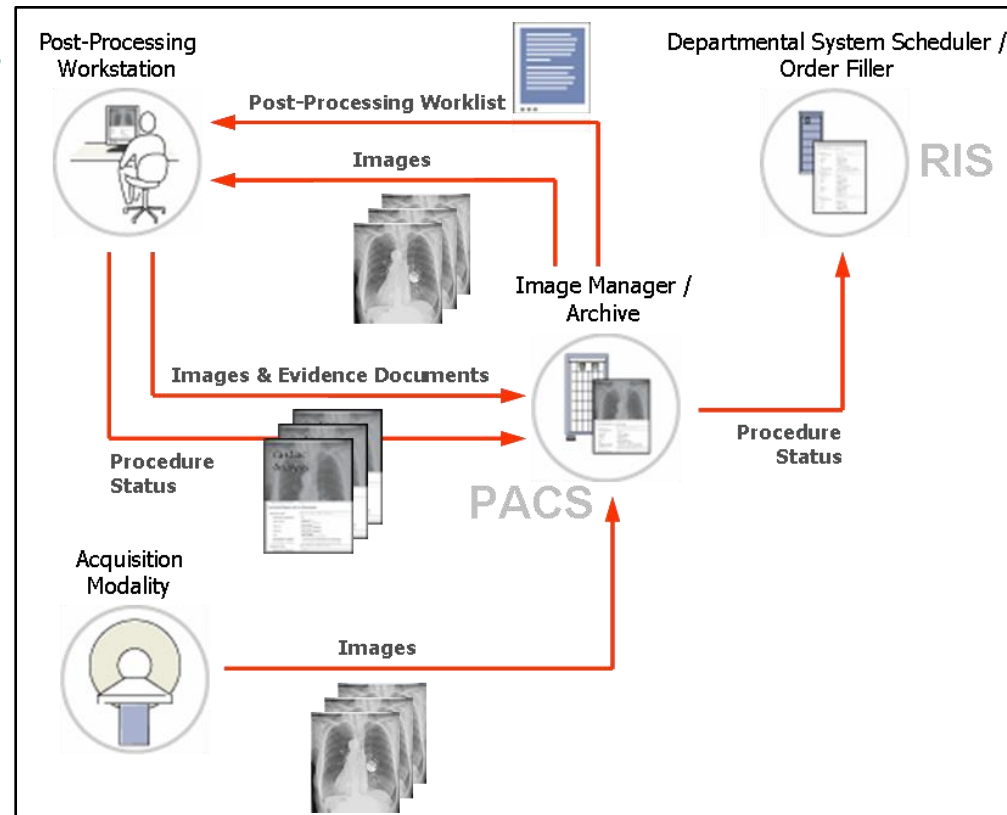 Post-Processing
Workstation
Departmental System Scheduler /
Order Filler
Post-Processing Worklist
RIS
Images
Image Manager /
Archive
Images & Evidence Documents
Procedure
Status
Procedure
Status
PACS
Acquisition
Modality
Images